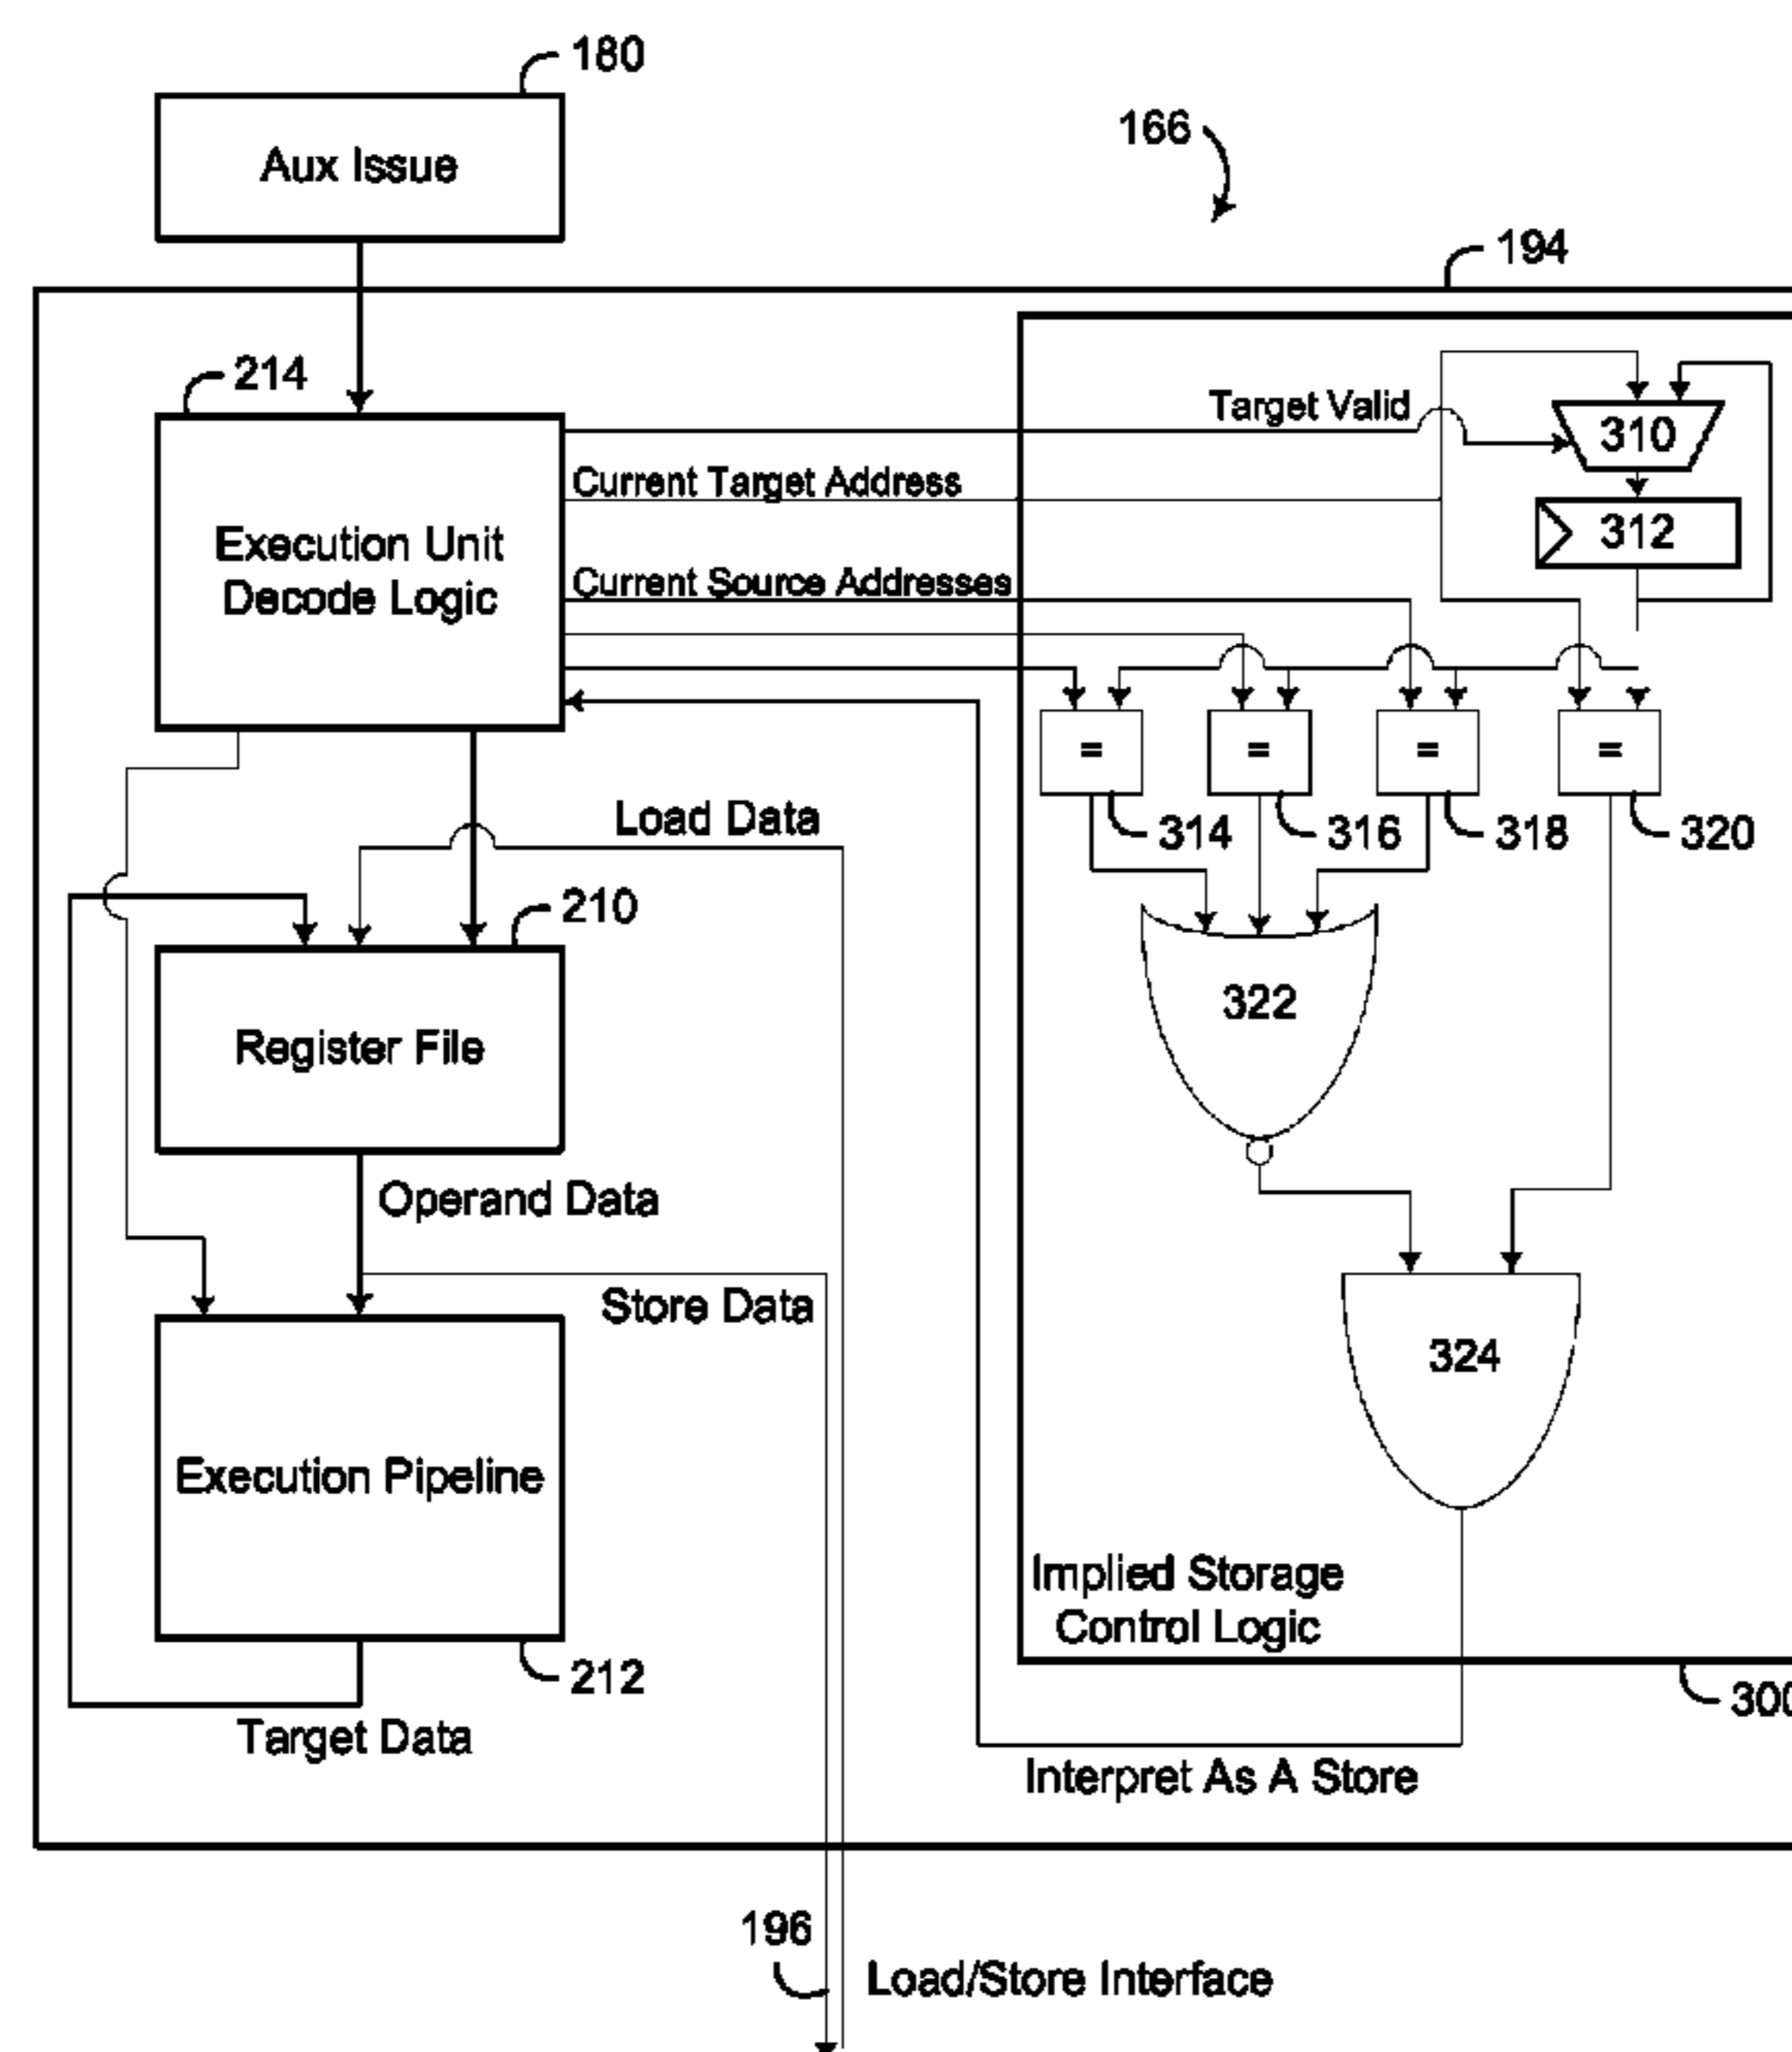 180
Aux Issue
166
194
214
Target Valid
310
Current Target Address
312
Execution Unit
Decode Logic
Current Source Addresses
=
=
=
=
Load Data
314
316
318
320
210
322
Register File
Operand Data
Store Data
324
Execution Pipeline
Implied Storage
Control Logic
212
300
Target Data
Interpret As A Store
196
Load/Store Interface